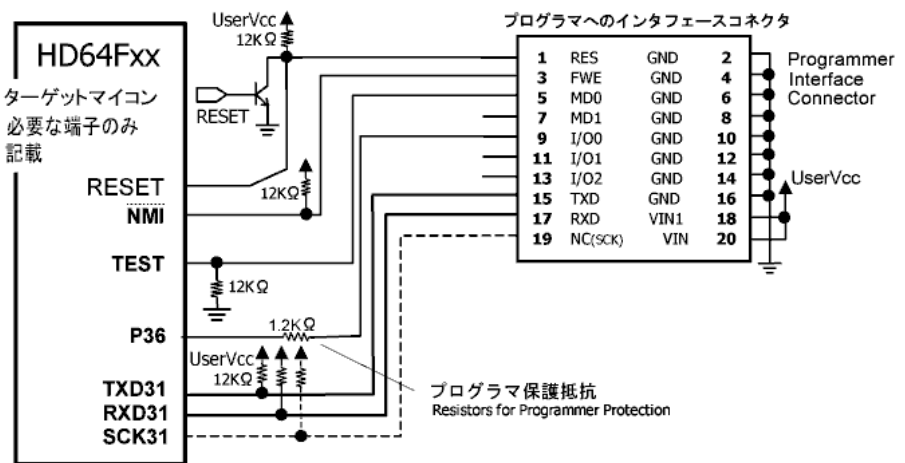 プログラマへのインタフェースコネクタ
UserVcc
12KΩ
HD64Fxx
ターゲットマイコン
必要な端子のみ
記載
RESET
1 RES GND 2
3 FWE GND 4
5 MD0 GND 6
7 MD1 GND 8
9 I/O0 GND 10
11 I/O1 GND 12
13 I/O2 GND 14
15 TXD GND 16
17 RXD VIN1 18
19 NC(SCK) VIN 20
Programmer
Interface
Connector
UserVcc
RESET
12KΩ
NMI
TEST
12KΩ
P36
1.2KΩ
UserVcc
12KΩ
TXD31
RXD31
SCK31
プログラマ保護抵抗
Resistors for Programmer Protection